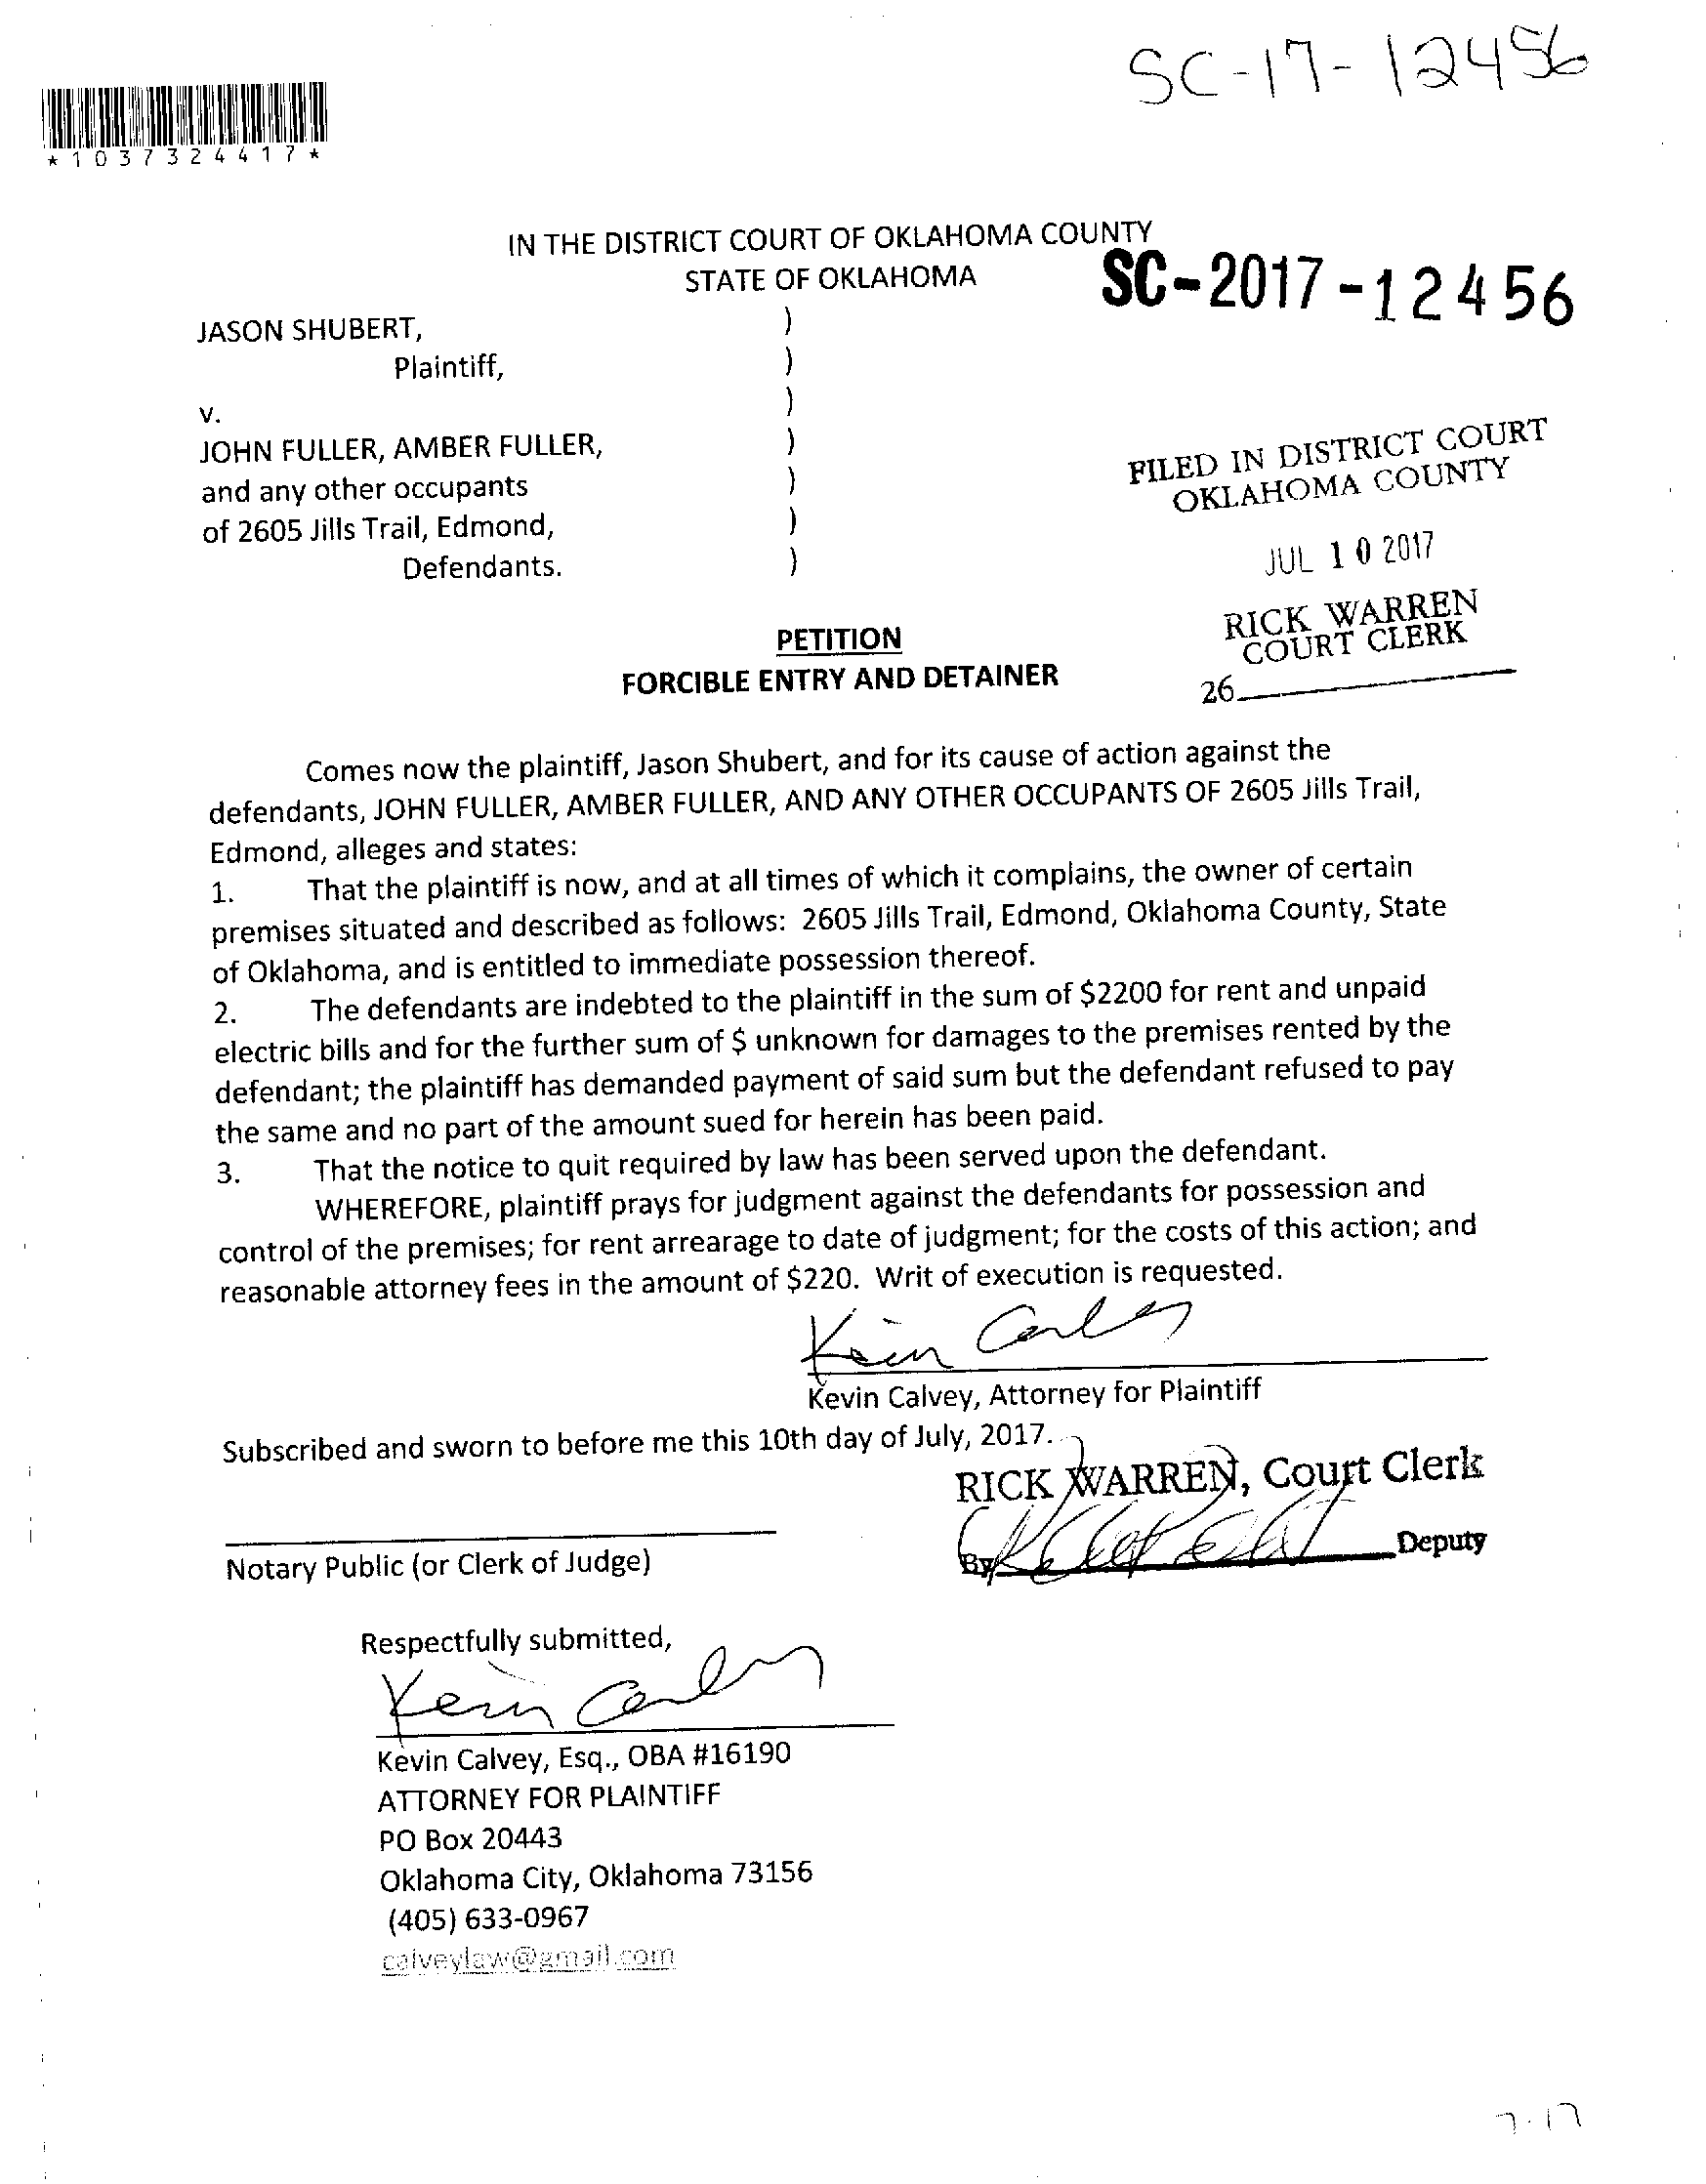 SC-17-12456
*1037324417*
IN THE DISTRICT COURT OF OKLAHOMA COUNTY
STATE OF OKLAHOMA
SC-2017-12456
JASON SHUBERT, )
Plaintiff, )
v. )
JOHN FULLER, AMBER FULLER, )
and any other occupants )
of 2605 Jills Trail, Edmond, )
Defendants. )
FILED IN DISTRICT COURT
OKLAHOMA COUNTY
JUL 10 2017
RICK WARREN
COURT CLERK
26
PETITION
FORCIBLE ENTRY AND DETAINER
Comes now the plaintiff, Jason Shubert, and for its cause of action against the
defendants, JOHN FULLER, AMBER FULLER, AND ANY OTHER OCCUPANTS OF 2605 Jills Trail,
Edmond, alleges and states:
1. That the plaintiff is now, and at all times of which it complains, the owner of certain
premises situated and described as follows: 2605 Jills Trail, Edmond, Oklahoma County, State
of Oklahoma, and is entitled to immediate possession thereof.
2. The defendants are indebted to the plaintiff in the sum of $2200 for rent and unpaid
electric bills and for the further sum of $ unknown for damages to the premises rented by the
defendant; the plaintiff has demanded payment of said sum but the defendant refused to pay
the same and no part of the amount sued for herein has been paid.
3. That the notice to quit required by law has been served upon the defendant.
WHEREFORE, plaintiff prays for judgment against the defendants for possession and
control of the premises; for rent arrearage to date of judgment; for the costs of this action; and
reasonable attorney fees in the amount of $220. Writ of execution is requested.
Kevin Calvey, Attorney for Plaintiff
Subscribed and sworn to before me this 10th day of July, 2017.
RICK WARREN, Court Clerk
By Deputy
Notary Public (or Clerk of Judge)
Respectfully submitted,
Kevin Calvey, Esq., OBA #16190
ATTORNEY FOR PLAINTIFF
PO Box 20443
Oklahoma City, Oklahoma 73156
(405) 633-0967
calveylaw@gmail.com
7-17